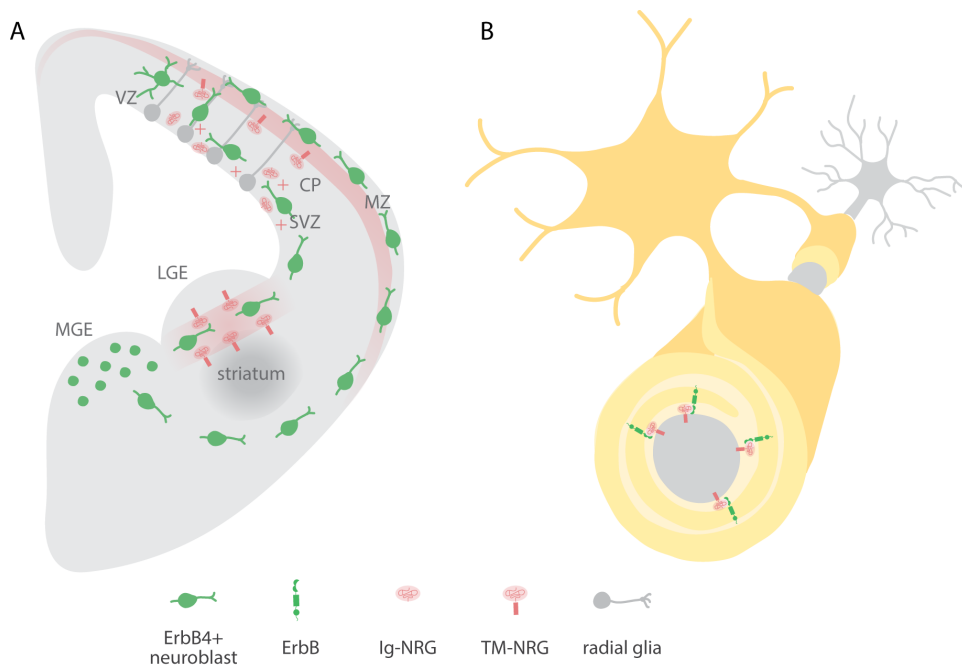 A
B
VZ
CP
MZ
SVZ
LGE
MGE
striatum
ErbB4+
neuroblast
ErbB
Ig-NRG
TM-NRG
radial glia